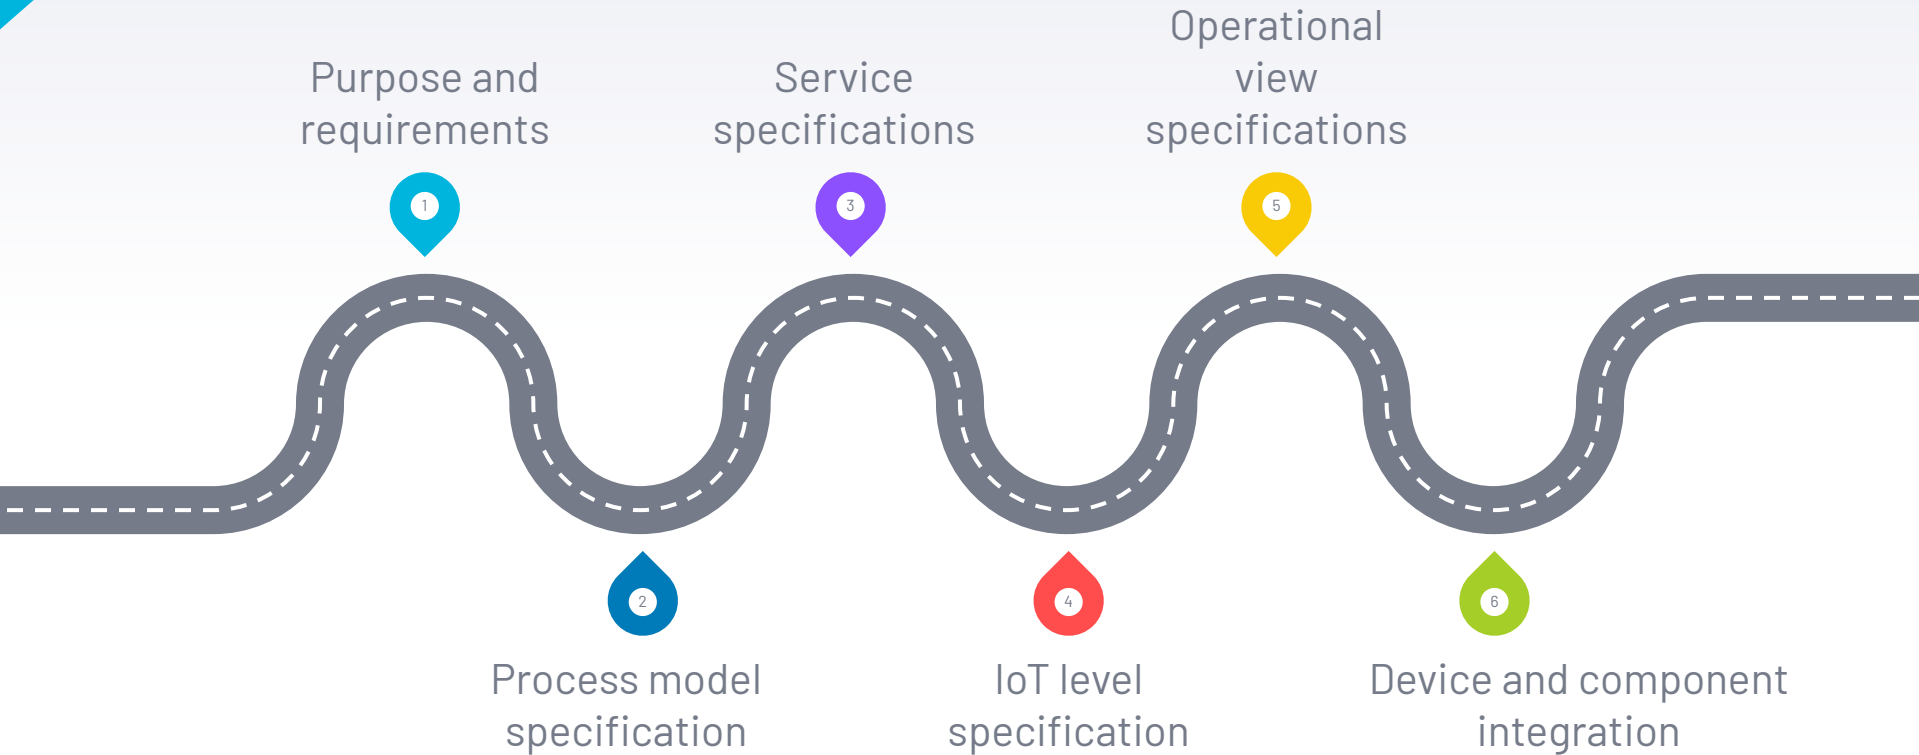 Purpose and
requirements
1
Process model
specification
2
Service
specifications
3
IoT level
specification
4
Operational
view
specifications
5
Device and component
integration
6